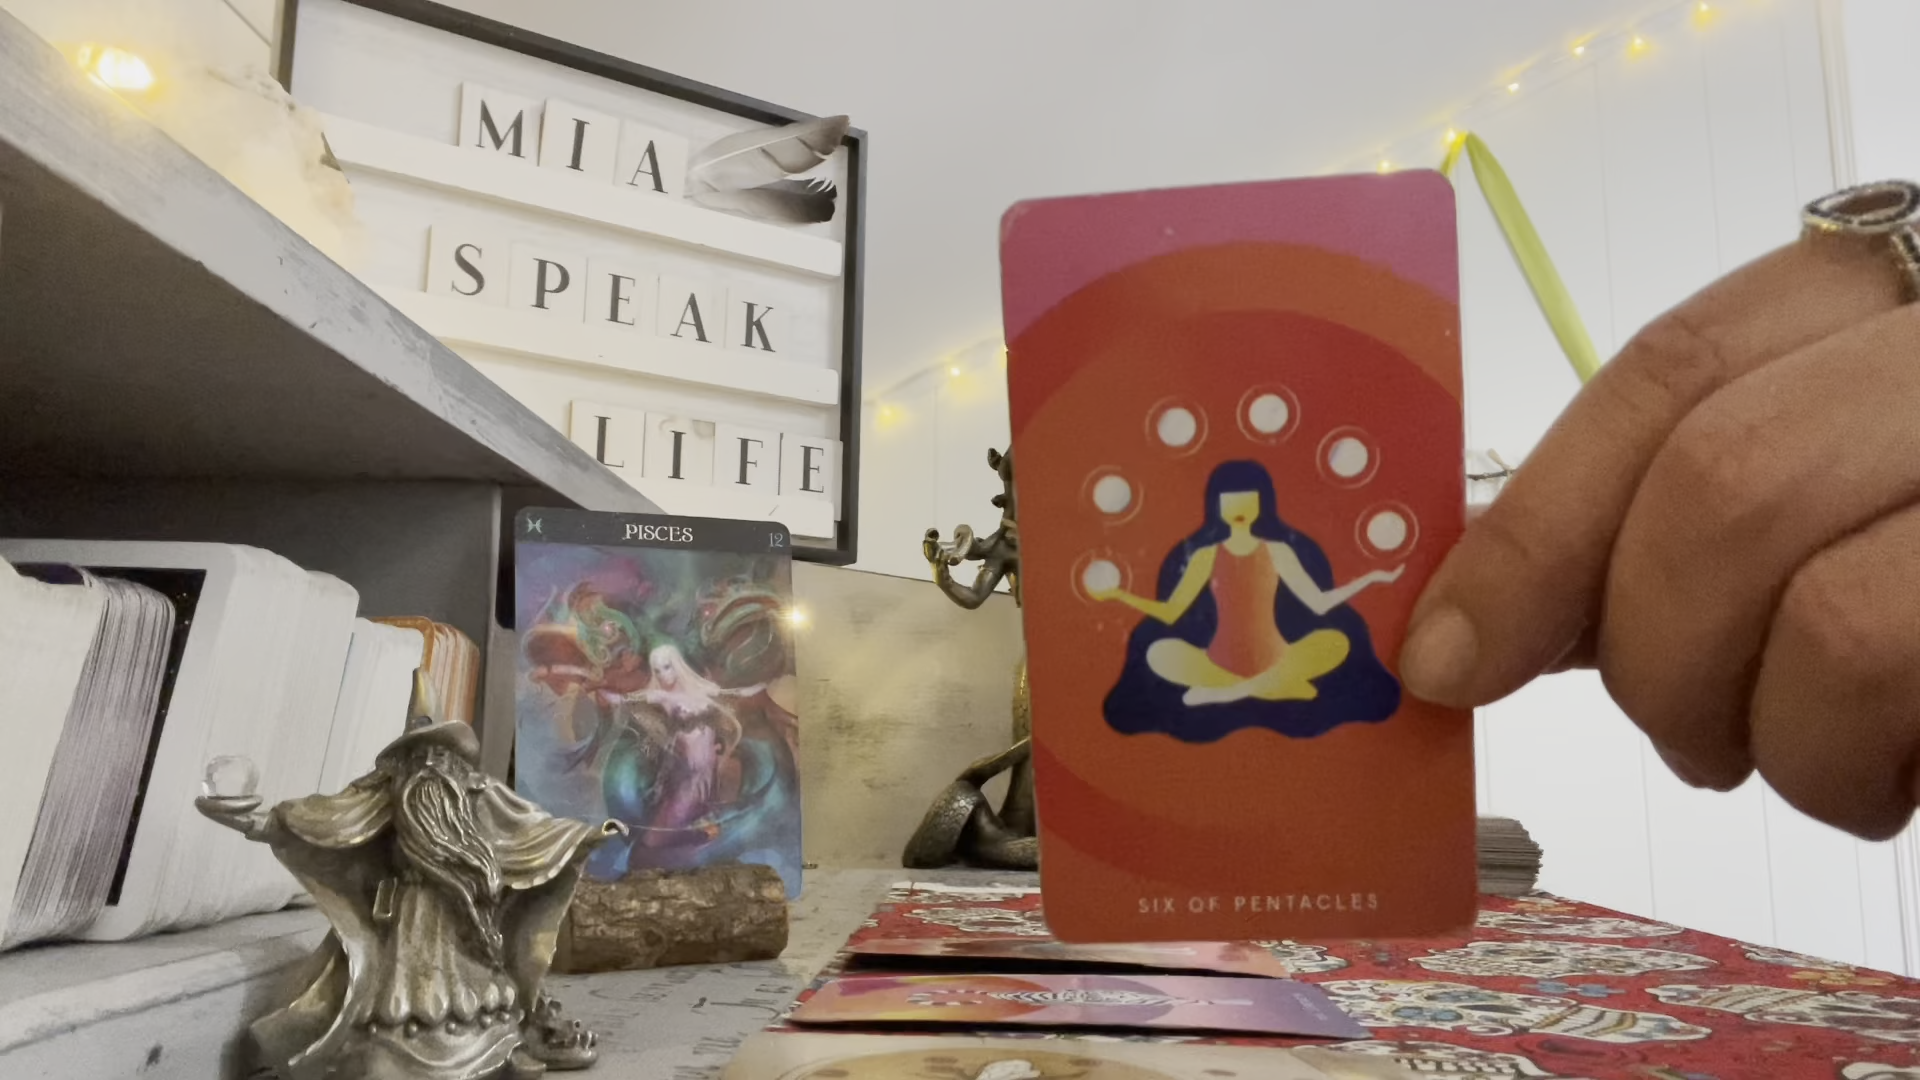 MIA
SPEAK
LIFE
PISCES
12
SIX OF PENTACLES